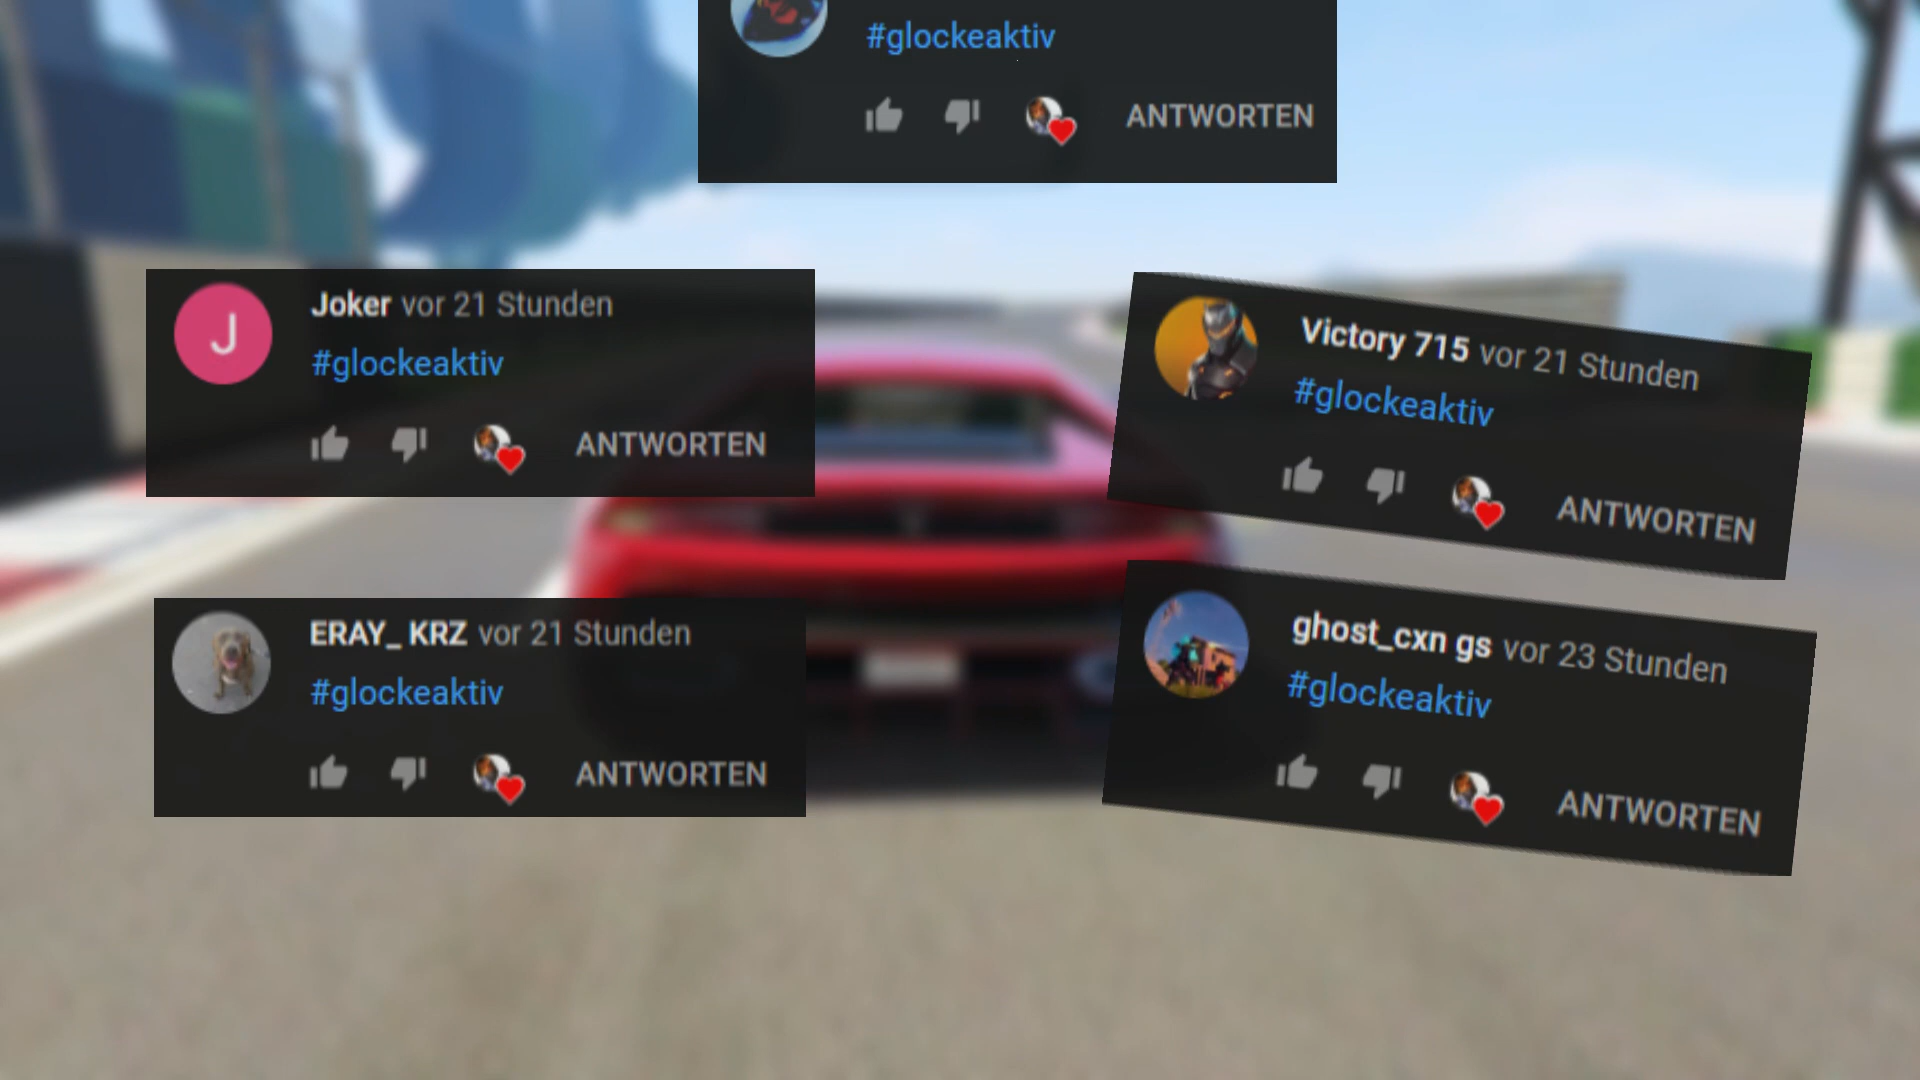 #glockeaktiv
ANTWORTEN
J
Joker vor 21 Stunden
#glockeaktiv
ANTWORTEN
Victory 715 vor 21 Stunden
#glockeaktiv
ANTWORTEN
ERAY_ KRZ vor 21 Stunden
#glockeaktiv
ANTWORTEN
ghost_cxn gs vor 23 Stunden
#glockeaktiv
ANTWORTEN